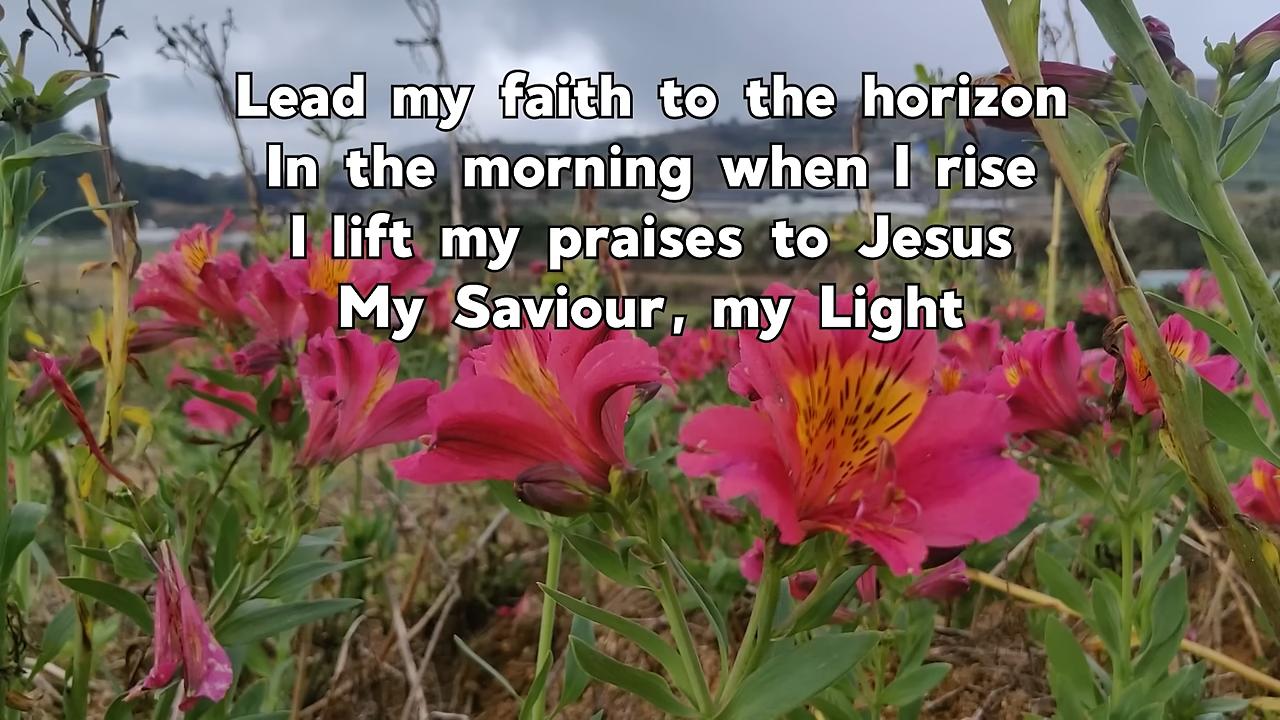 Lead my faith to the horizon
In the morning when I rise
I lift my praises to Jesus
My Saviour, my Light